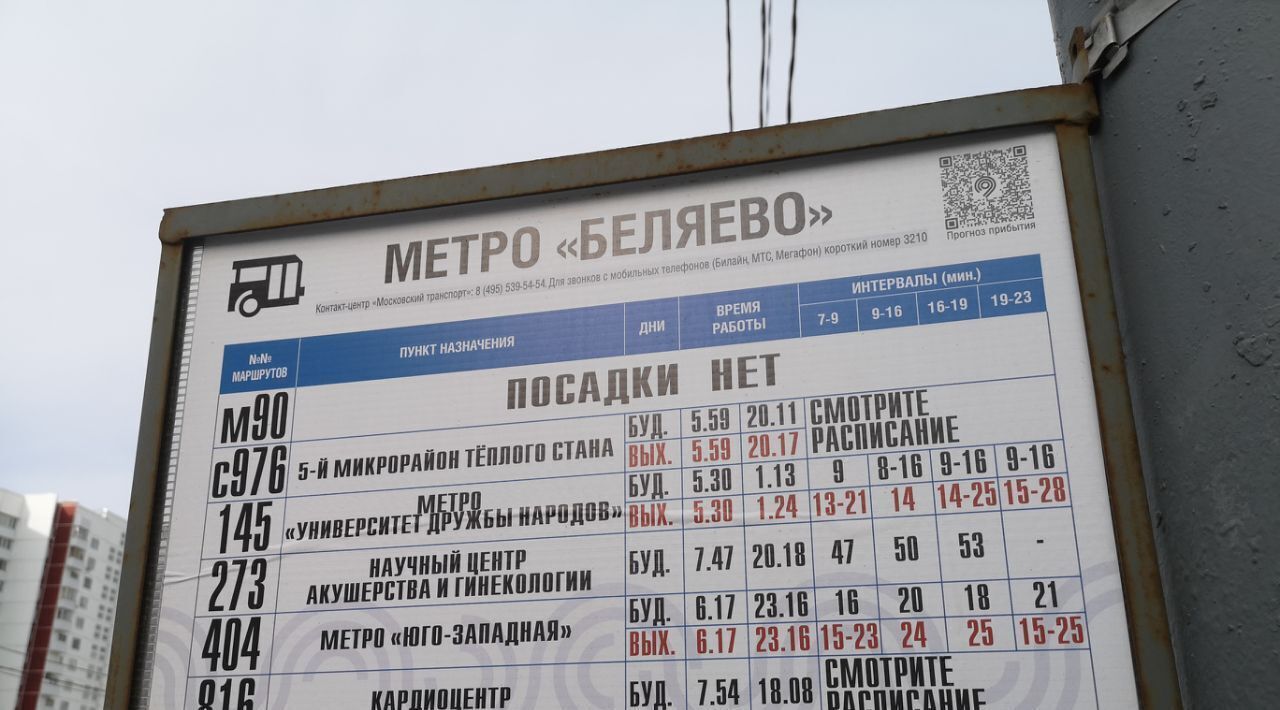 МЕТРО «БЕЛЯЕВО»
Прогноз прибытия
Контакт-центр «Московский транспорт»: 8 (495) 539-54-54. Для звонков с мобильных телефонов (Билайн, МТС, Мегафон) короткий номер 3210
№№ МАРШРУТОВ ПУНКТ НАЗНАЧЕНИЯ ДНИ ВРЕМЯ РАБОТЫ ИНТЕРВАЛЫ (мин.)
7-9 9-16 16-19 19-23
м90 ПОСАДКИ НЕТ
с976 5-Й МИКРОРАЙОН ТЁПЛОГО СТАНА БУД. 5.59 20.11 СМОТРИТЕ
ВЫХ. 5.59 20.17 РАСПИСАНИЕ
145 МЕТРО БУД. 5.30 1.13 9 8-16 9-16 9-16
«УНИВЕРСИТЕТ ДРУЖБЫ НАРОДОВ» ВЫХ. 5.30 1.24 13-21 14 14-25 15-28
273 НАУЧНЫЙ ЦЕНТР
АКУШЕРСТВА И ГИНЕКОЛОГИИ БУД. 7.47 20.18 47 50 53 -
404 МЕТРО «ЮГО-ЗАПАДНАЯ» БУД. 6.17 23.16 16 20 18 21
ВЫХ. 6.17 23.16 15-23 24 25 15-25
816 КАРДИОЦЕНТР БУД. 7.54 18.08 СМОТРИТЕ
РАСПИСАНИЕ